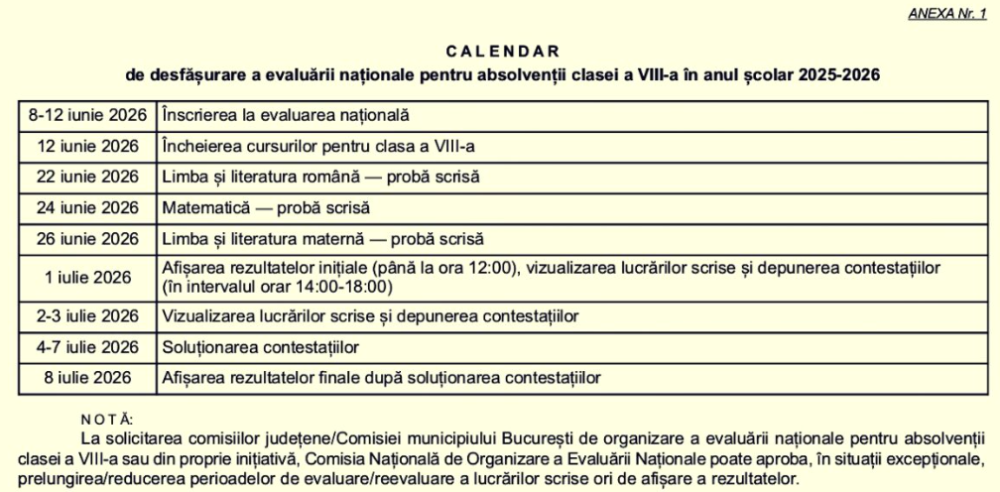 ANEXA Nr. 1
CALENDAR
de desfășurare a evaluării naționale pentru absolvenții clasei a VIII-a în anul școlar 2025-2026
8-12 iunie 2026 Înscrierea la evaluarea națională
12 iunie 2026 Încheierea cursurilor pentru clasa a VIII-a
22 iunie 2026 Limba și literatura română — probă scrisă
24 iunie 2026 Matematică — probă scrisă
26 iunie 2026 Limba și literatura maternă — probă scrisă
1 iulie 2026 Afișarea rezultatelor inițiale (până la ora 12:00), vizualizarea lucrărilor scrise și depunerea contestațiilor
(în intervalul orar 14:00-18:00)
2-3 iulie 2026 Vizualizarea lucrărilor scrise și depunerea contestațiilor
4-7 iulie 2026 Soluționarea contestațiilor
8 iulie 2026 Afișarea rezultatelor finale după soluționarea contestațiilor
NOTĂ:
La solicitarea comisiilor județene/Comisiei municipiului București de organizare a evaluării naționale pentru absolvenții
clasei a VIII-a sau din proprie inițiativă, Comisia Națională de Organizare a Evaluării Naționale poate aproba, în situații excepționale,
prelungirea/reducerea perioadelor de evaluare/reevaluare a lucrărilor scrise ori de afișare a rezultatelor.